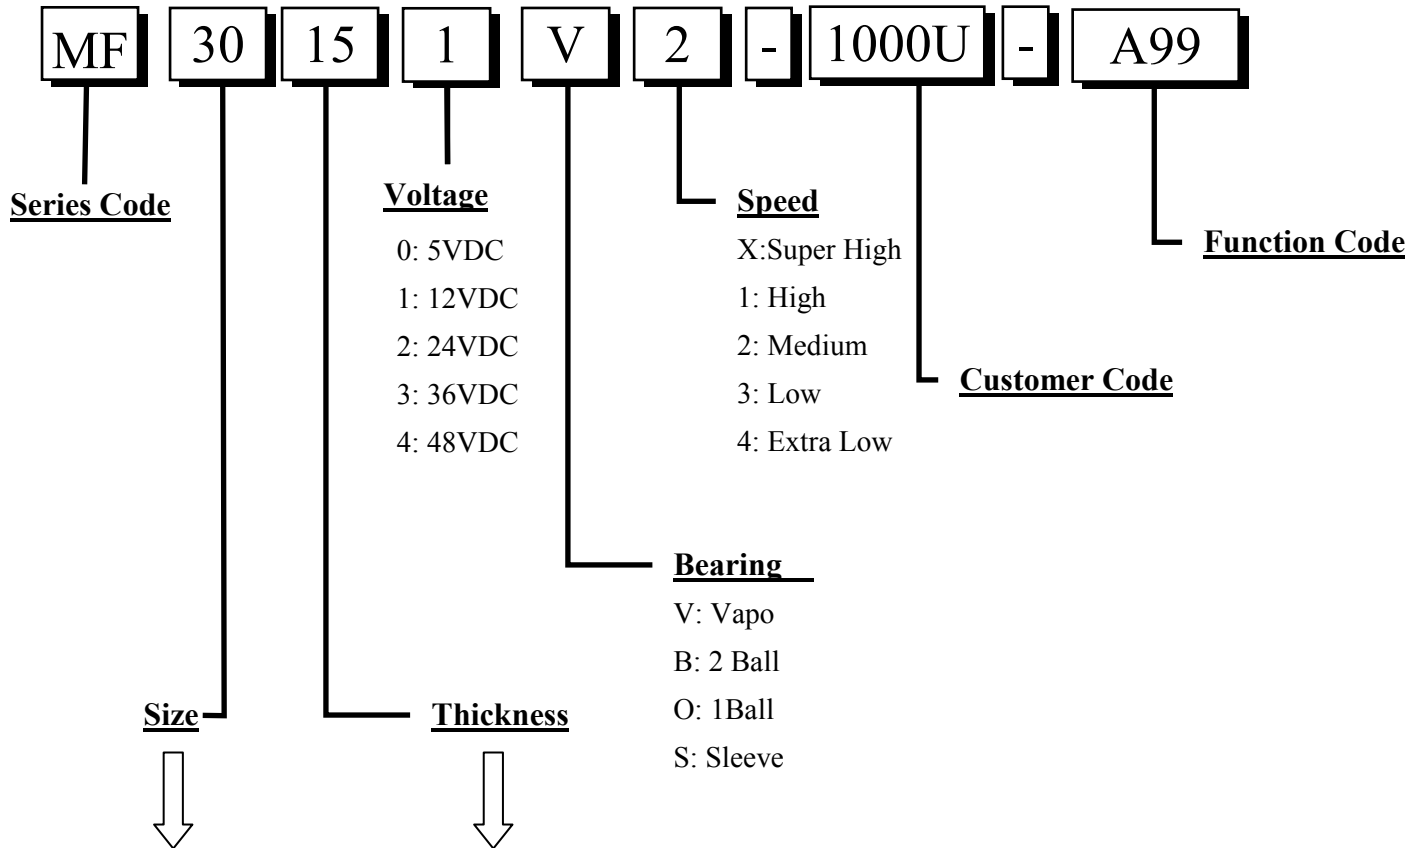 MF 30 15 1 V 2 - 1000U - A99
Series Code
Voltage
0: 5VDC
1: 12VDC
2: 24VDC
3: 36VDC
4: 48VDC
Speed
X:Super High
1: High
2: Medium
3: Low
4: Extra Low
Function Code
Customer Code
Bearing
V: Vapo
B: 2 Ball
O: 1Ball
S: Sleeve
Size
Thickness